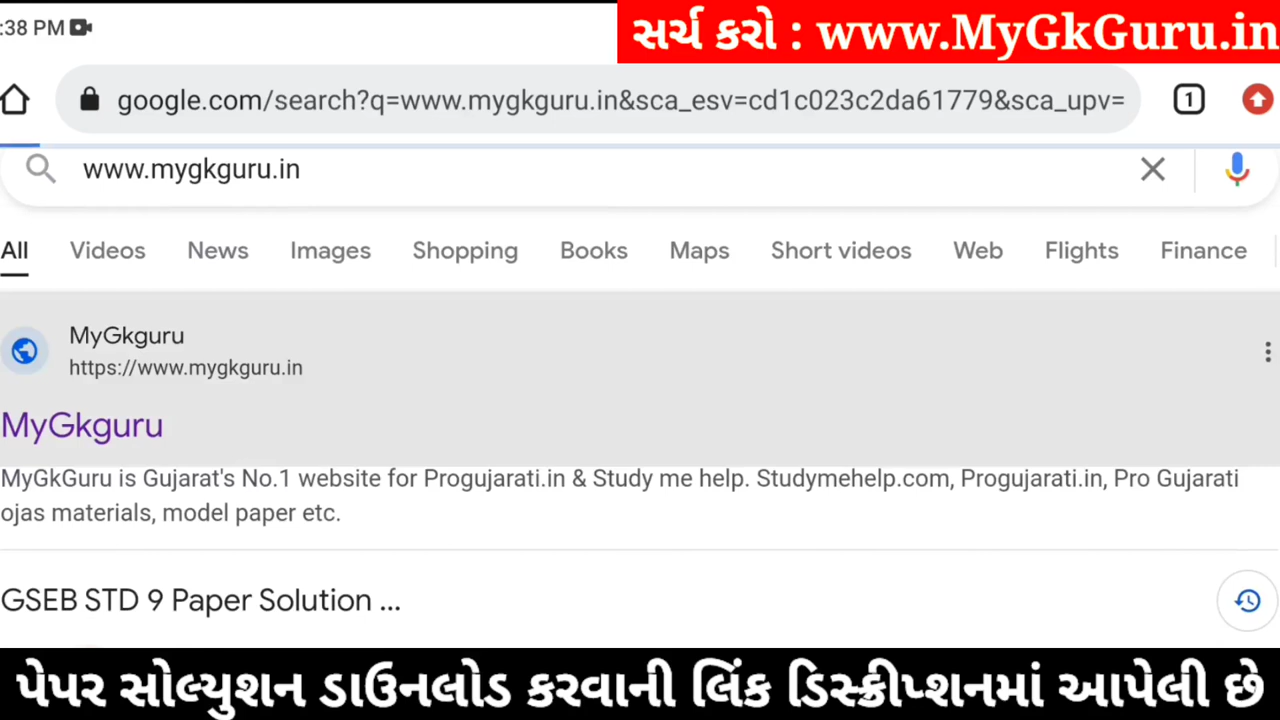 :38 PM
સર્ચ કરો : www.MyGkGuru.in
google.com/search?q=www.mygkguru.in&sca_esv=cd1c023c2da61779&sca_upv=
1
www.mygkguru.in
All Videos News Images Shopping Books Maps Short videos Web Flights Finance
MyGkguru
https://www.mygkguru.in
MyGkguru
MyGkGuru is Gujarat's No.1 website for Progujarati.in & Study me help. Studymehelp.com, Progujarati.in, Pro Gujarati
ojas materials, model paper etc.
GSEB STD 9 Paper Solution ...
પેપર સોલ્યુશન ડાઉનલોડ કરવાની લિંક ડિસ્ક્રીપ્શનમાં આપેલી છે